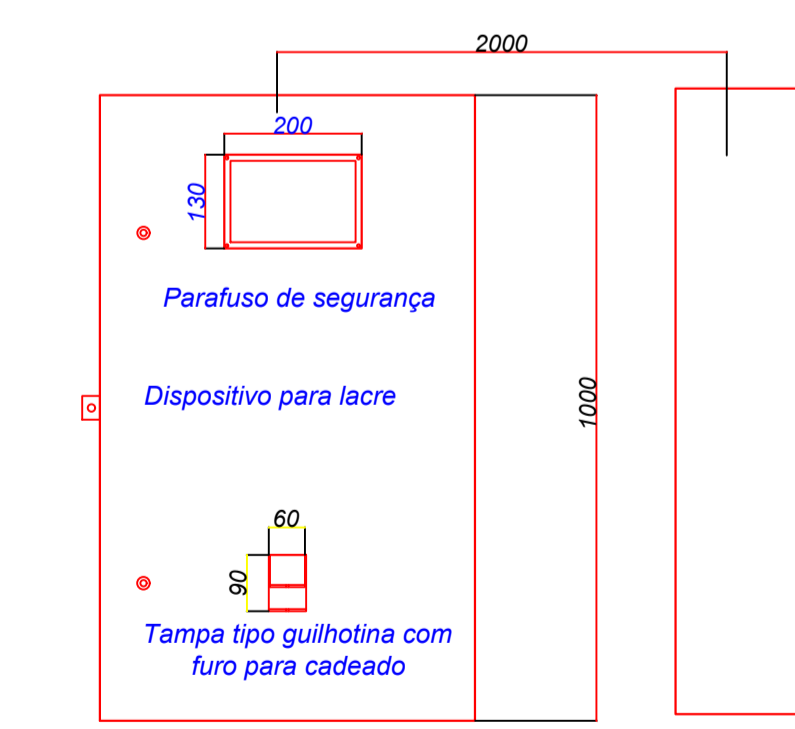 2000
200
130
Parafuso de segurança
Dispositivo para lacre
1000
60
90
Tampa tipo guilhotina com
furo para cadeado